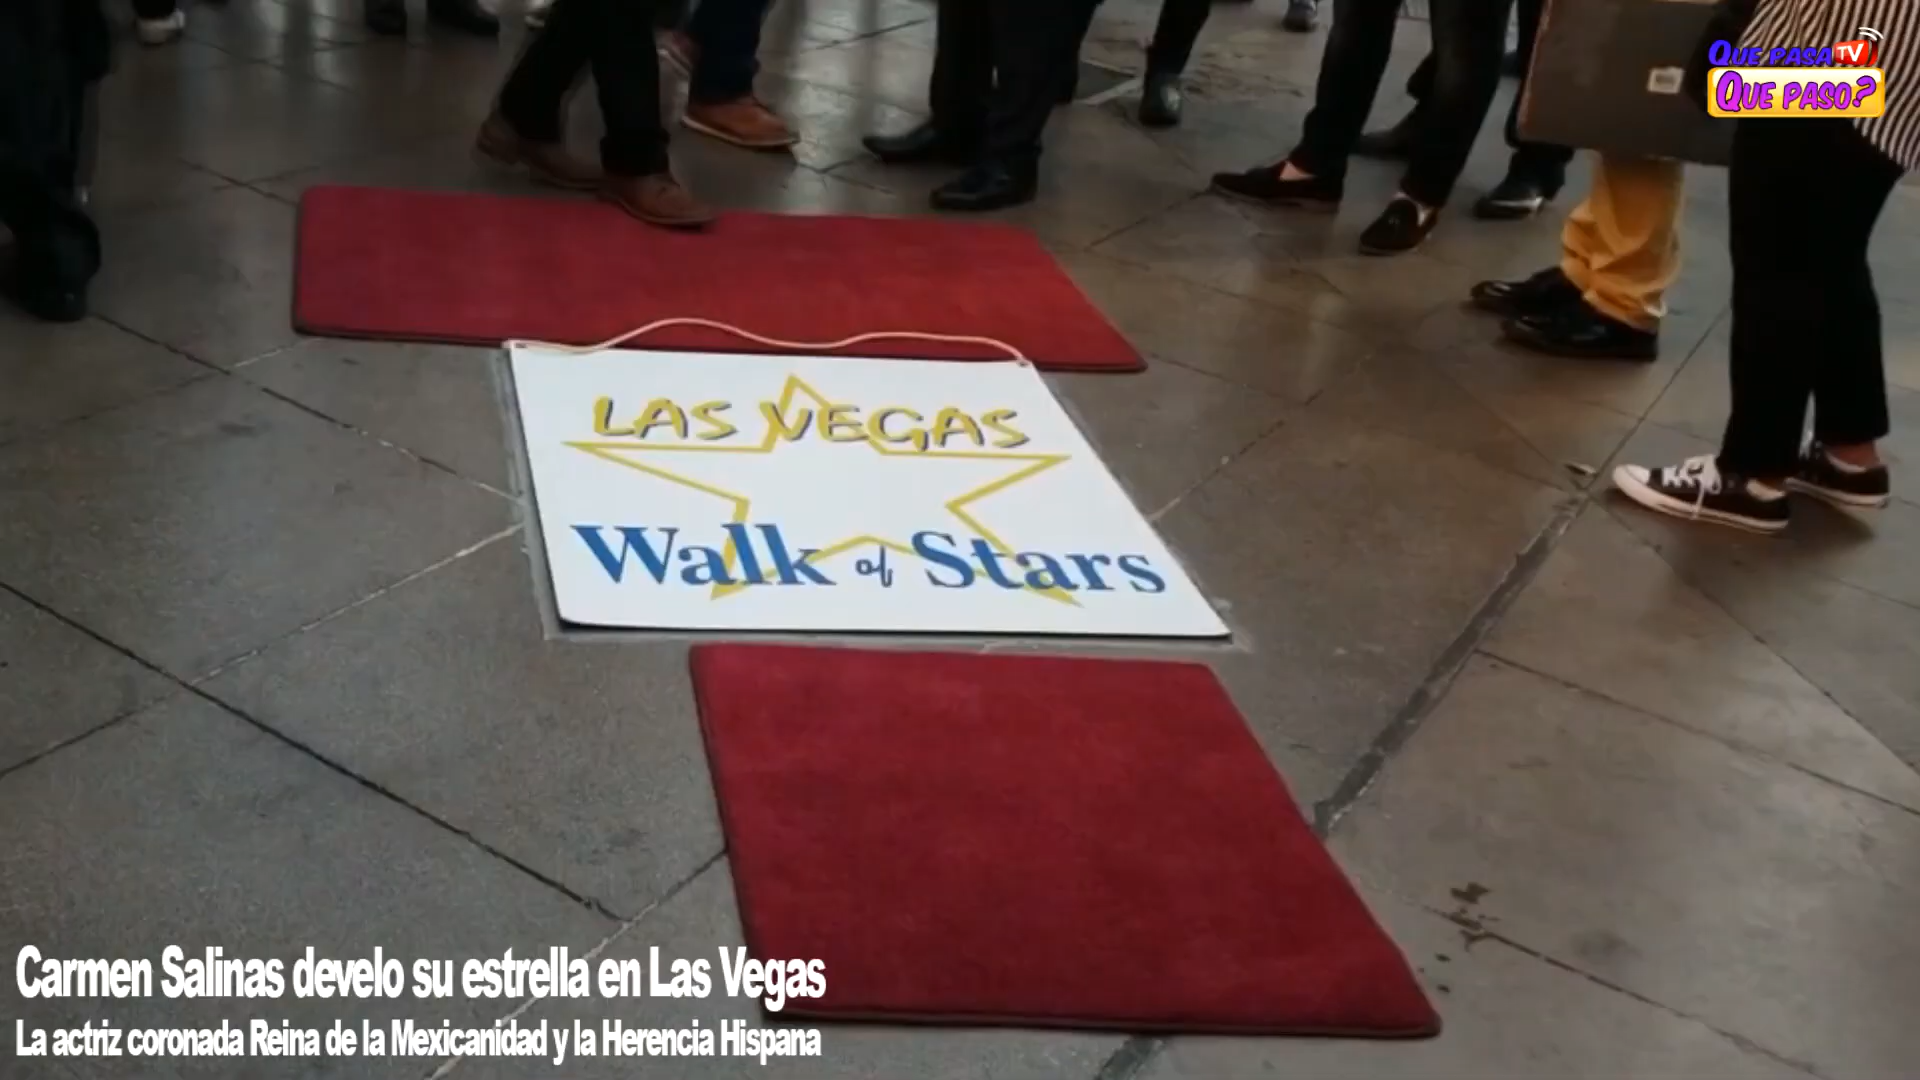 QUE PASA TV
QUE PASO?
LAS VEGAS
Walk of Stars
Carmen Salinas develo su estrella en Las Vegas
La actriz coronada Reina de la Mexicanidad y la Herencia Hispana